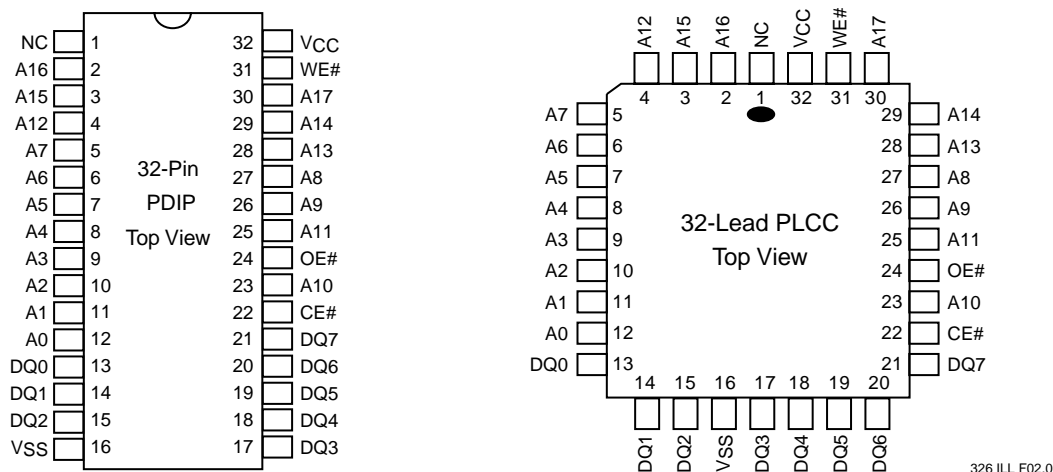 NC 1 32 VCC
A16 2 31 WE#
A15 3 30 A17
A12 4 29 A14
A7 5 28 A13
A6 6 27 A8
A5 7 26 A9
A4 8 25 A11
A3 9 24 OE#
A2 10 23 A10
A1 11 22 CE#
A0 12 21 DQ7
DQ0 13 20 DQ6
DQ1 14 19 DQ5
DQ2 15 18 DQ4
VSS 16 17 DQ3
32-Pin
PDIP
Top View
A12 A15 A16 NC VCC WE# A17
4 3 2 1 32 31 30
A7 5 29 A14
A6 6 28 A13
A5 7 27 A8
A4 8 26 A9
A3 9 25 A11
A2 10 24 OE#
A1 11 23 A10
A0 12 22 CE#
DQ0 13 21 DQ7
32-Lead PLCC
Top View
14 15 16 17 18 19 20
DQ1 DQ2 VSS DQ3 DQ4 DQ5 DQ6
326 ILL F02.0